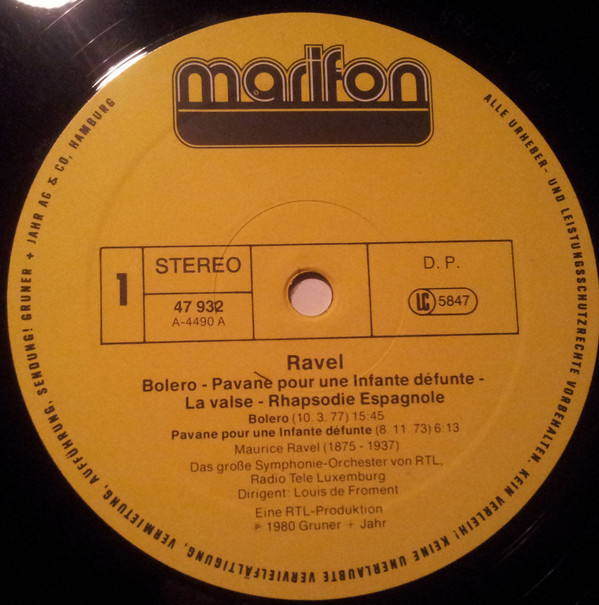 marifon
1
STEREO
47 932
A-4490 A
D. P.
LC 5847
Ravel
Bolero - Pavane pour une Infante défunte -
La valse - Rhapsodie Espagnole
Bolero (10. 3. 77) 15:45
Pavane pour une Infante défunte (8. 11. 73) 6:13
Maurice Ravel (1875 - 1937)
Das große Symphonie-Orchester von RTL,
Radio Tele Luxemburg
Dirigent: Louis de Froment
Eine RTL-Produktion
℗ 1980 Gruner + Jahr
ALLE URHEBER- UND LEISTUNGSSCHUTZRECHTE VORBEHALTEN. KEIN VERLEIH! KEINE UNERLAUBTE VERVIELFÄLTIGUNG, VERMIETUNG, AUFFÜHRUNG, SENDUNG! GRUNER + JAHR AG & CO, HAMBURG